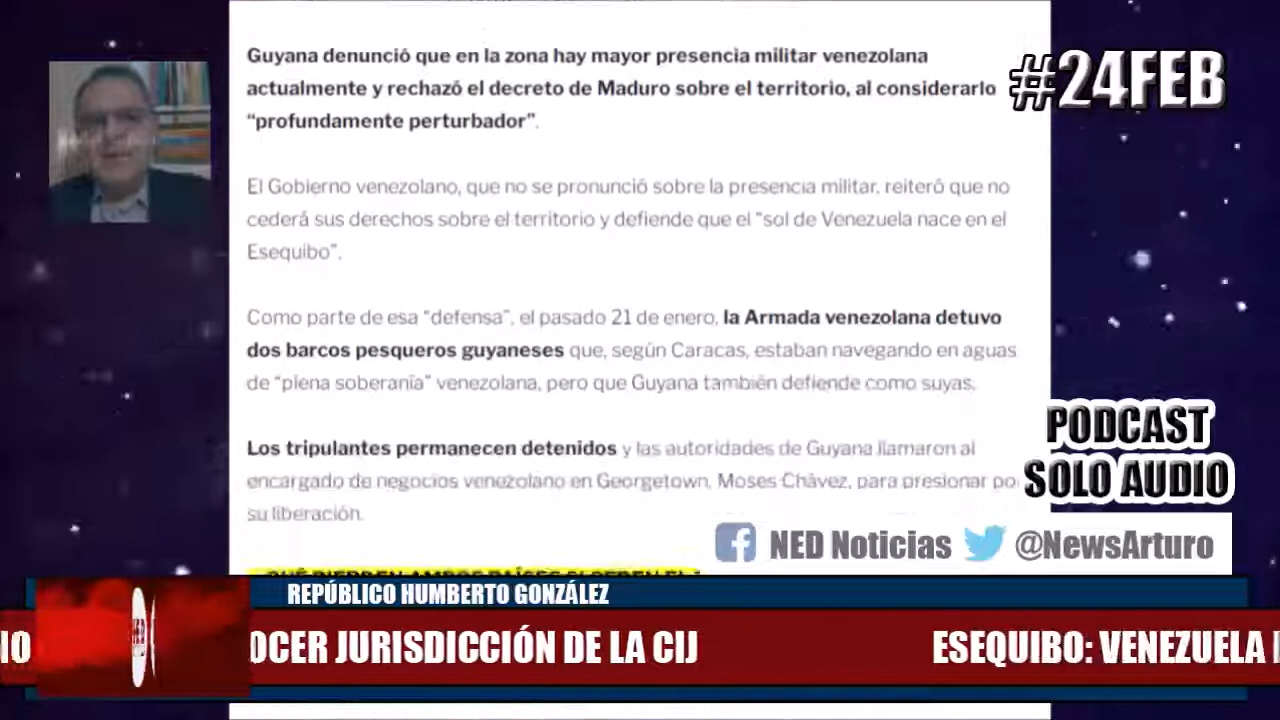 Guyana denunció que en la zona hay mayor presencia militar venezolana
actualmente y rechazó el decreto de Maduro sobre el territorio, al considerarlo
“profundamente perturbador”.
#24FEB
El Gobierno venezolano, que no se pronunció sobre la presencia militar, reiteró que no
cederá sus derechos sobre el territorio y defiende que el “sol de Venezuela nace en el
Esequibo”.
Como parte de esa “defensa”, el pasado 21 de enero, la Armada venezolana detuvo
dos barcos pesqueros guyaneses que, según Caracas, estaban navegando en aguas
de “plena soberanía” venezolana, pero que Guyana también defiende como suyas.
Los tripulantes permanecen detenidos y las autoridades de Guyana llamaron al
encargado de negocios venezolano en Georgetown, Moses Chávez, para presionar po
su liberación.
PODCAST
SOLO AUDIO
NED Noticias @NewsArturo
REPÚBLICO HUMBERTO GONZÁLEZ
IO OCER JURISDICCIÓN DE LA CIJ ESEQUIBO: VENEZUELA